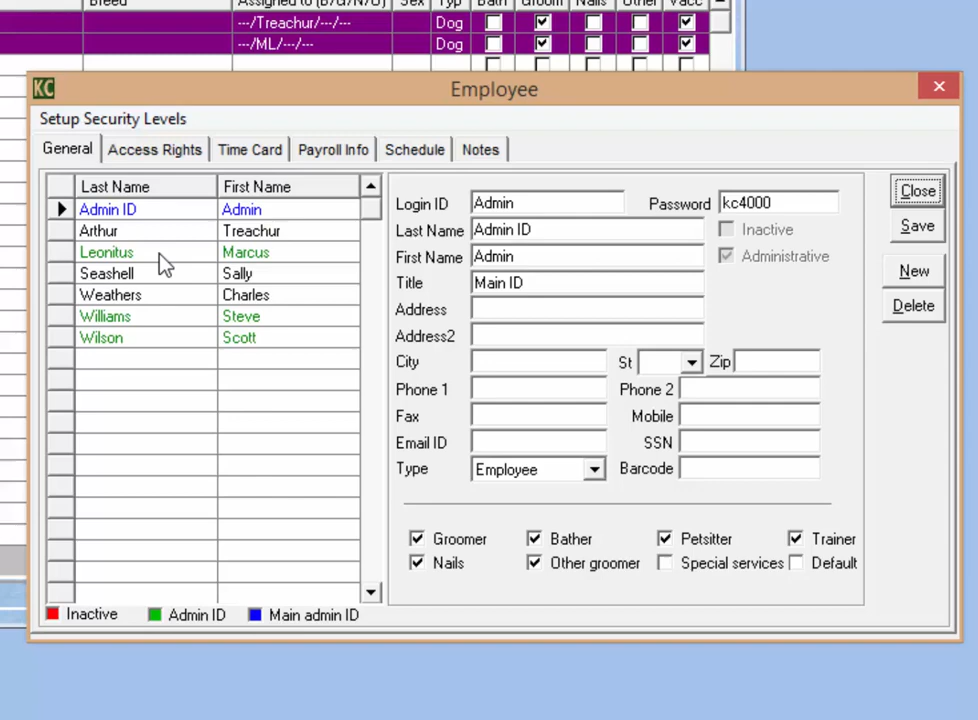 Breed Assigned to (B/G/N/O) Sex Typ Bath Groom Nails Other Vacc
---/Treachur/---/--- Dog
---/ML/---/--- Dog
KC Employee
Setup Security Levels
General Access Rights Time Card Payroll Info Schedule Notes
Last Name First Name
Admin ID Admin
Arthur Treachur
Leonitus Marcus
Seashell Sally
Weathers Charles
Williams Steve
Wilson Scott
Inactive Admin ID Main admin ID
Login ID Admin Password kc4000
Last Name Admin ID Inactive
First Name Admin Administrative
Title Main ID
Address
Address2
City St Zip
Phone 1 Phone 2
Fax Mobile
Email ID SSN
Type Employee Barcode
Groomer Bather Petsitter Trainer
Nails Other groomer Special services Default
Close
Save
New
Delete